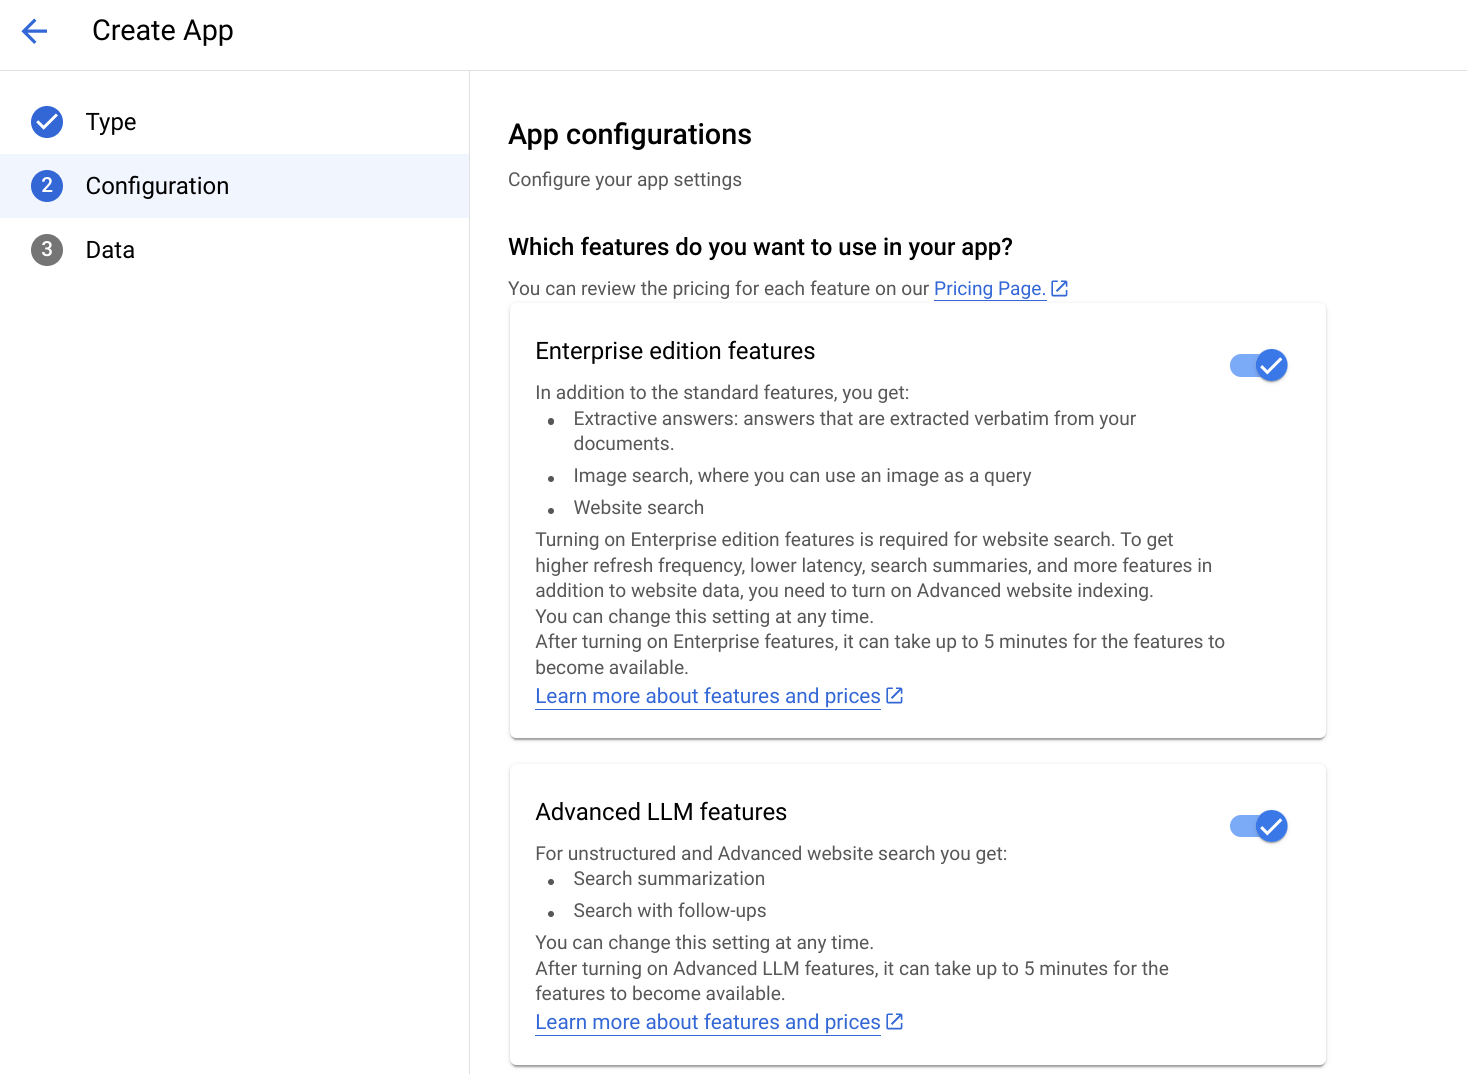 Create App
Type
2
Configuration
3
Data
App configurations
Configure your app settings
Which features do you want to use in your app?
You can review the pricing for each feature on our Pricing Page.
Enterprise edition features
In addition to the standard features, you get:
• Extractive answers: answers that are extracted verbatim from your
documents.
• Image search, where you can use an image as a query
• Website search
Turning on Enterprise edition features is required for website search. To get
higher refresh frequency, lower latency, search summaries, and more features in
addition to website data, you need to turn on Advanced website indexing.
You can change this setting at any time.
After turning on Enterprise features, it can take up to 5 minutes for the features to
become available.
Learn more about features and prices
Advanced LLM features
For unstructured and Advanced website search you get:
• Search summarization
• Search with follow-ups
You can change this setting at any time.
After turning on Advanced LLM features, it can take up to 5 minutes for the
features to become available.
Learn more about features and prices